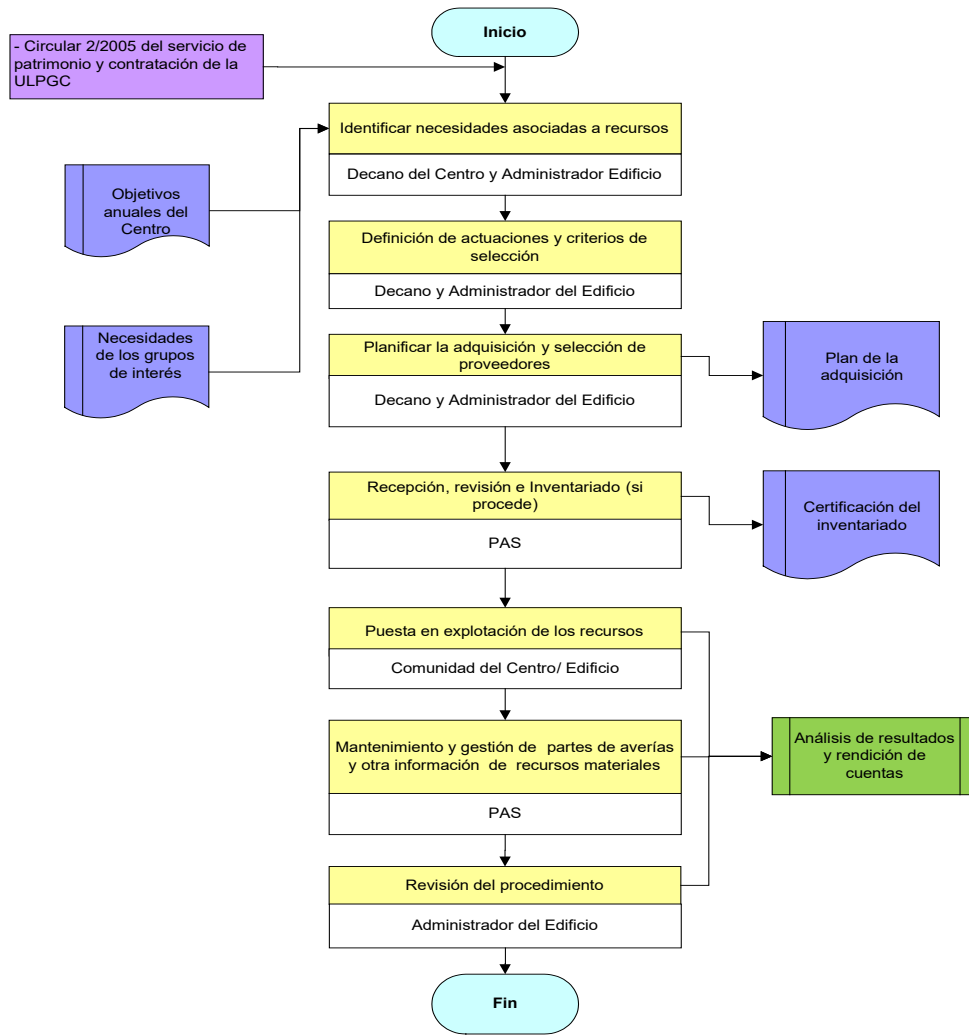 Inicio
- Circular 2/2005 del servicio de
patrimonio y contratación de la
ULPGC
Identificar necesidades asociadas a recursos
Decano del Centro y Administrador Edificio
Objetivos
anuales del
Centro
Definición de actuaciones y criterios de
selección
Decano y Administrador del Edificio
Necesidades
de los grupos
de interés
Planificar la adquisición y selección de
proveedores
Decano y Administrador del Edificio
Plan de la
adquisición
Recepción, revisión e Inventariado (si
procede)
PAS
Certificación del
inventariado
Puesta en explotación de los recursos
Comunidad del Centro/ Edificio
Mantenimiento y gestión de partes de averías
y otra información de recursos materiales
PAS
Análisis de resultados
y rendición de
cuentas
Revisión del procedimiento
Administrador del Edificio
Fin